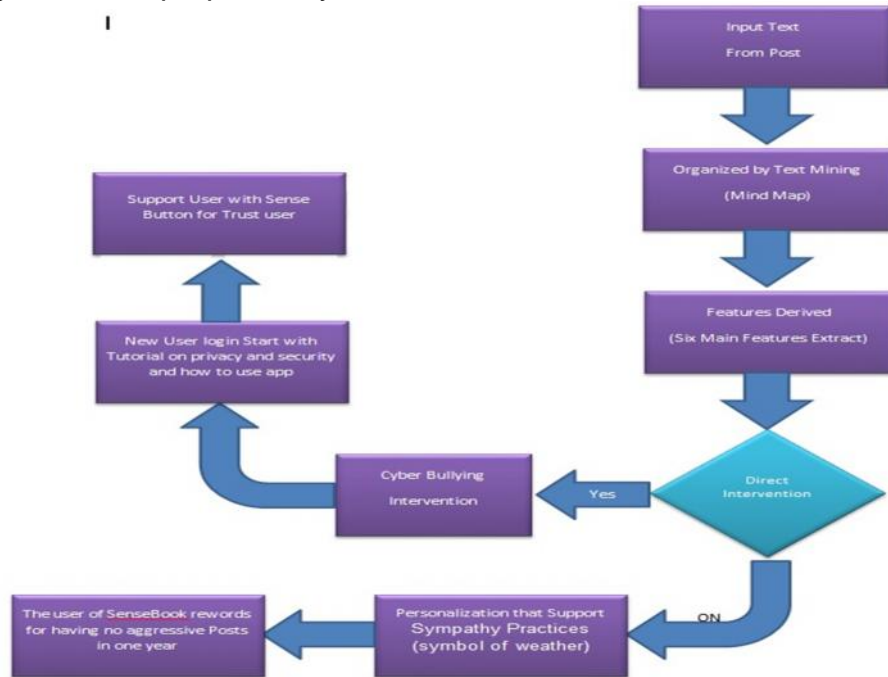 I
Input Text
From Post
Organized by Text Mining
(Mind Map)
Features Derived
(Six Main Features Extract)
Direct
Intervention
Yes
Cyber Bullying
Intervention
New User login Start with
Tutorial on privacy and security
and how to use app
Support User with Sense
Button for Trust user
ON
Personalization that Support
Sympathy Practices
(symbol of weather)
The user of SenseBook rewords
for having no aggressive Posts
in one year